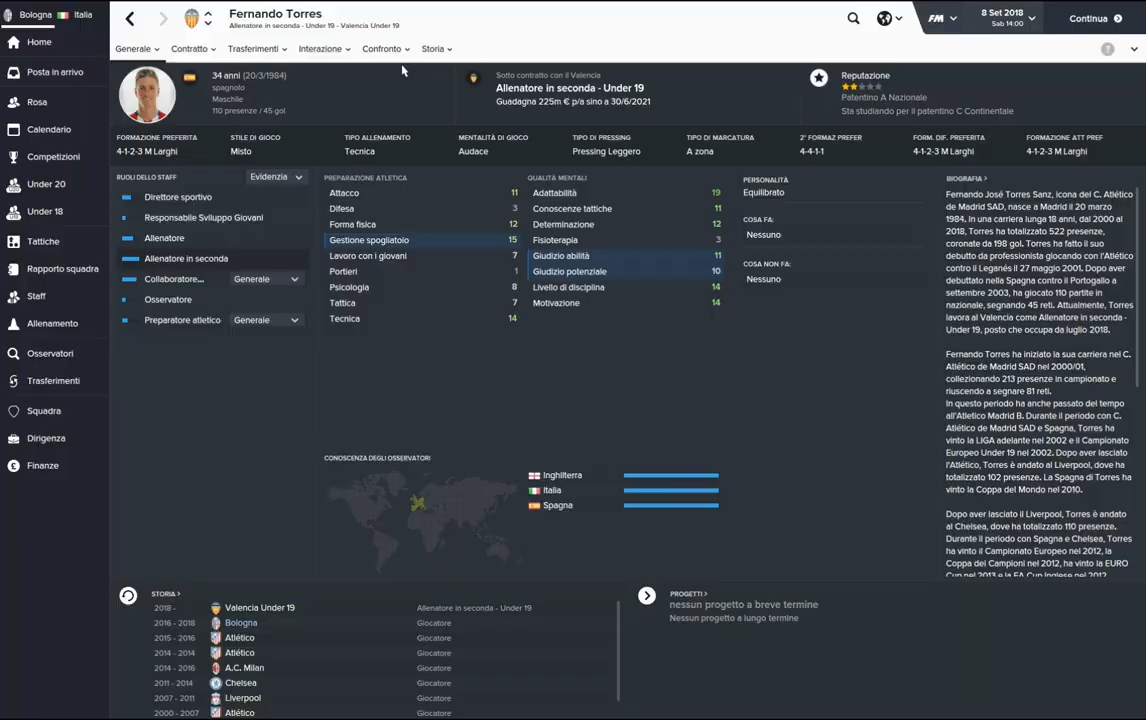 Bologna Italia
Fernando Torres
Allenatore in seconda - Under 19 - Valencia Under 19
FM
8 Set 2018
Sab 14:00
Continua
Home
Posta in arrivo
Rosa
Calendario
Competizioni
Under 20
Under 18
Tattiche
Rapporto squadra
Staff
Allenamento
Osservatori
Trasferimenti
Squadra
Dirigenza
Finanze
Generale Contratto Trasferimenti Interazione Confronto Storia
34 anni (20/3/1984)
spagnolo
Maschile
110 presenze / 45 gol
Sotto contratto con il Valencia
Allenatore in seconda - Under 19
Guadagna 225m € p/a sino a 30/6/2021
Reputazione
Patentino A Nazionale
Sta studiando per il patentino C Continentale
FORMAZIONE PREFERITA STILE DI GIOCO TIPO ALLENAMENTO MENTALITÀ DI GIOCO TIPO DI PRESSING TIPO DI MARCATURA 2° FORMAZ PREFER FORM. DIF. PREFERITA FORMAZIONE ATT PREF
4-1-2-3 M Larghi Misto Tecnica Audace Pressing Leggero A zona 4-4-1-1 4-1-2-3 M Larghi 4-1-2-3 M Larghi
RUOLI DELLO STAFF Evidenzia
Direttore sportivo
Responsabile Sviluppo Giovani
Allenatore
Allenatore in seconda
Collaboratore... Generale
Osservatore
Preparatore atletico Generale
PREPARAZIONE ATLETICA
Attacco 11
Difesa 3
Forma fisica 12
Gestione spogliatoio 15
Lavoro con i giovani 7
Portieri 1
Psicologia 8
Tattica 7
Tecnica 14
QUALITÀ MENTALI
Adattabilità 19
Conoscenze tattiche 11
Determinazione 12
Fisioterapia 3
Giudizio abilità 11
Giudizio potenziale 10
Livello di disciplina 14
Motivazione 14
PERSONALITÀ
Equilibrato
COSA FA:
Nessuno
COSA NON FA:
Nessuno
BIOGRAFIA >
Fernando José Torres Sanz, icona del C. Atlético
de Madrid SAD, nasce a Madrid il 20 marzo
1984. In una carriera lunga 18 anni, dal 2000 al
2018, Torres ha totalizzato 522 presenze,
coronate da 198 gol. Torres ha fatto il suo
debutto da professionista giocando con l'Atlético
contro il Leganés il 27 maggio 2001. Dopo aver
debuttato nella Spagna contro il Portogallo a
settembre 2003, ha giocato 110 partite in
nazionale, segnando 45 reti. Attualmente, Torres
lavora al Valencia come Allenatore in seconda -
Under 19, posto che occupa da luglio 2018.
Fernando Torres ha iniziato la sua carriera nel C.
Atlético de Madrid SAD nel 2000/01,
collezionando 213 presenze in campionato e
riuscendo a segnare 81 reti.
In questo periodo ha anche passato del tempo
all'Atletico Madrid B. Durante il periodo con C.
Atlético de Madrid SAD e Spagna, Torres ha
vinto la LIGA adelante nel 2002 e il Campionato
Europeo Under 19 nel 2002. Dopo aver lasciato
l'Atlético, Torres è andato al Liverpool, dove ha
totalizzato 102 presenze. La Spagna di Torres ha
vinto la Coppa del Mondo nel 2010.
Dopo aver lasciato il Liverpool, Torres è andato
al Chelsea, dove ha totalizzato 110 presenze.
Durante il periodo con Spagna e Chelsea, Torres
ha vinto il Campionato Europeo nel 2012, la
Coppa dei Campioni nel 2012, ha vinto la EURO
Cup nel 2013 e la FA Cup Inglese nel 2012.
CONOSCENZA DEGLI OSSERVATORI
Inghilterra
Italia
Spagna
STORIA >
2018 - Valencia Under 19 Allenatore in seconda - Under 19
2016 - 2018 Bologna Giocatore
2015 - 2016 Atlético Giocatore
2014 - 2014 Atlético Giocatore
2014 - 2016 A.C. Milan Giocatore
2011 - 2014 Chelsea Giocatore
2007 - 2011 Liverpool Giocatore
2000 - 2007 Atlético Giocatore
PROGETTI >
nessun progetto a breve termine
Nessun progetto a lungo termine